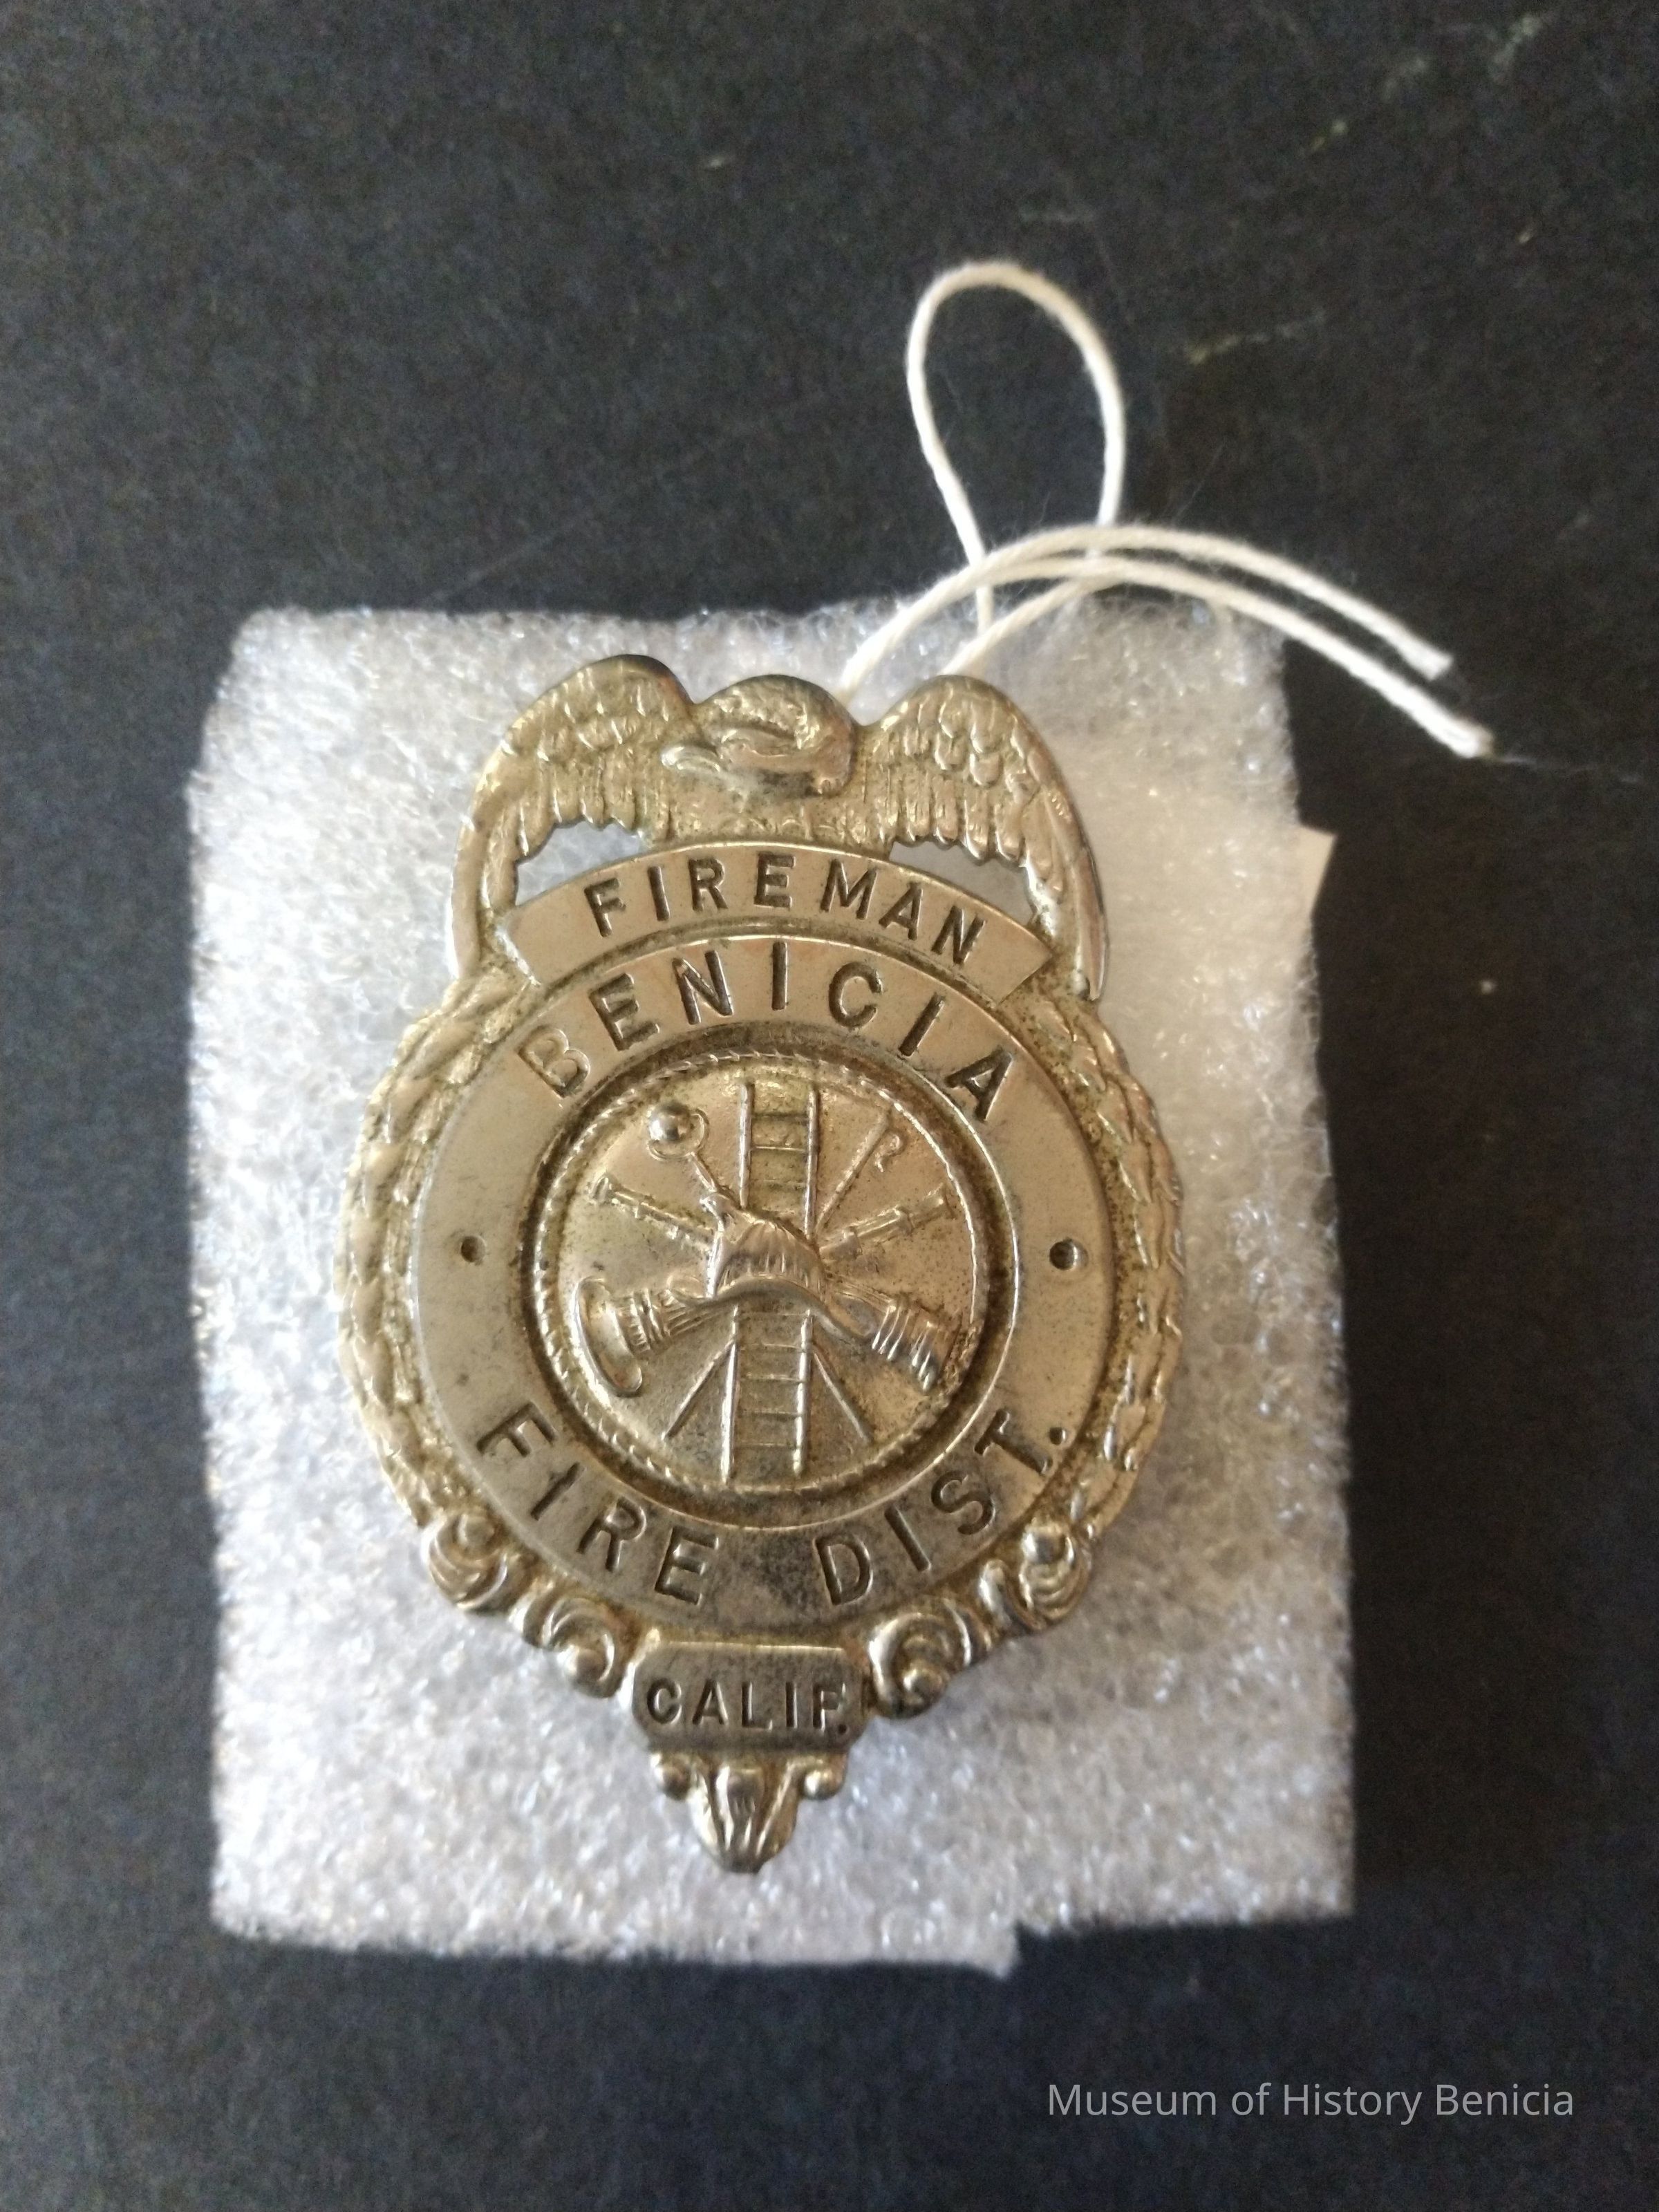 FIREMAN
BENICIA
FIRE DIST.
CALIF.
Museum of History Benicia